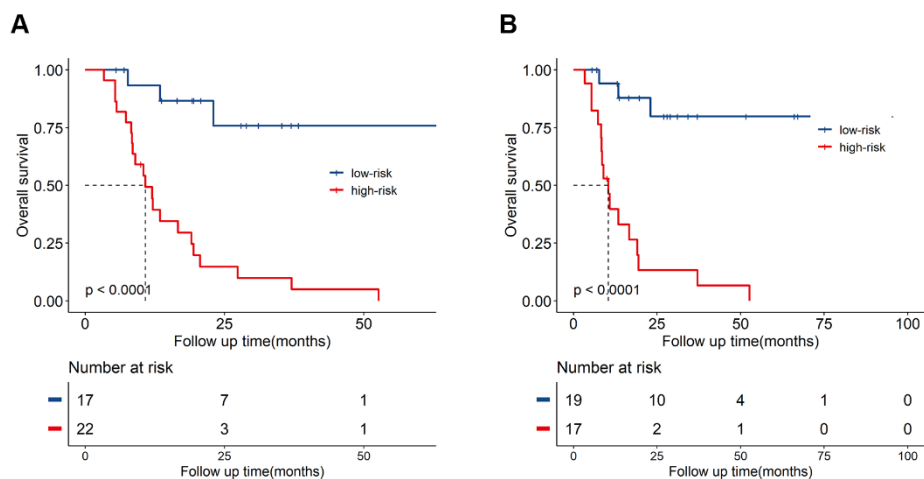 A
1.00
0.75
0.50
0.25
0.00
Overall survival
low-risk
high-risk
p < 0.0001
0 25 50
Follow up time(months)
Number at risk
17 7 1
22 3 1
0 25 50
Follow up time(months)
B
1.00
0.75
0.50
0.25
0.00
Overall survival
low-risk
high-risk
p < 0.0001
0 25 50 75 100
Follow up time(months)
Number at risk
19 10 4 1 0
17 2 1 0 0
0 25 50 75 100
Follow up time(months)